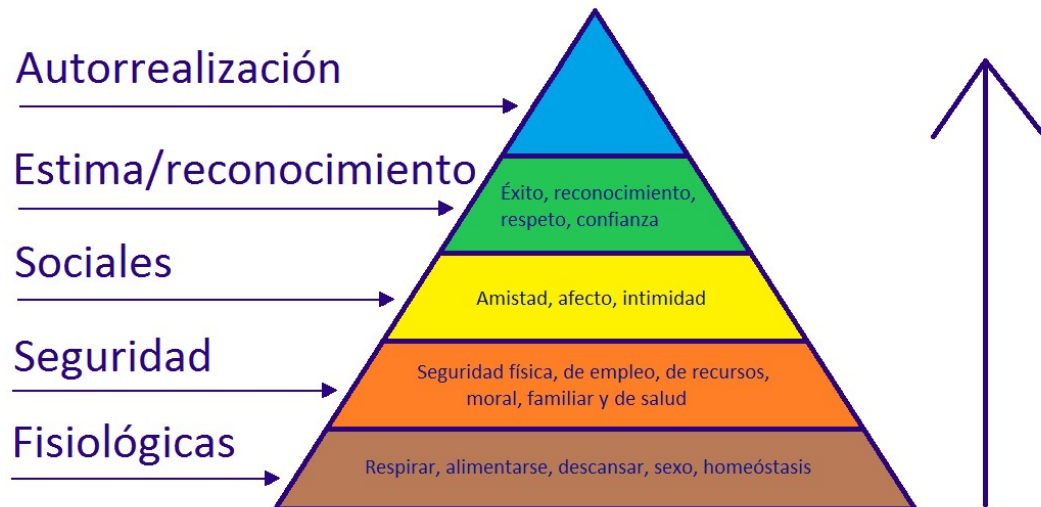 Autorrealización
Estima/reconocimiento
Éxito, reconocimiento,
respeto, confianza
Sociales
Amistad, afecto, intimidad
Seguridad
Seguridad física, de empleo, de recursos,
moral, familiar y de salud
Fisiológicas
Respirar, alimentarse, descansar, sexo, homeóstasis